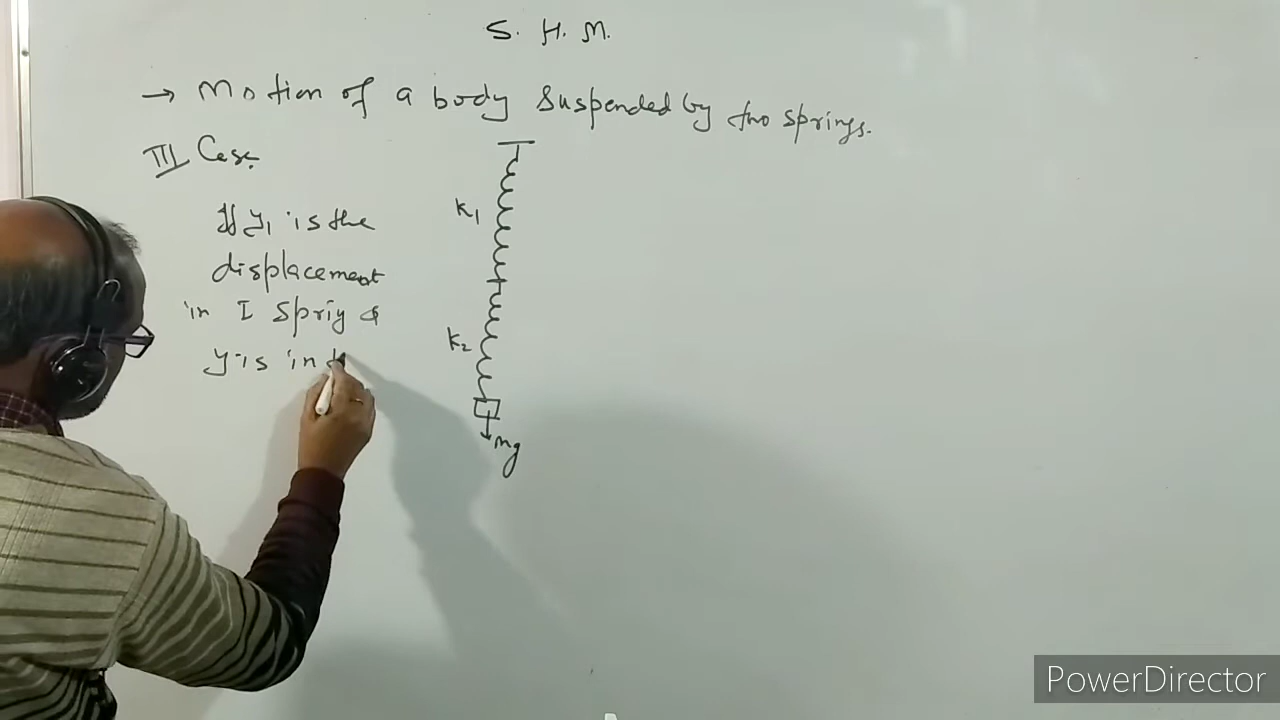 S. H. M.
→ Motion of a body suspended by two springs.
III Case.
If y₁ is the
displacement
in I Spriy &
y is in
K₁
K₂
mg
PowerDirector